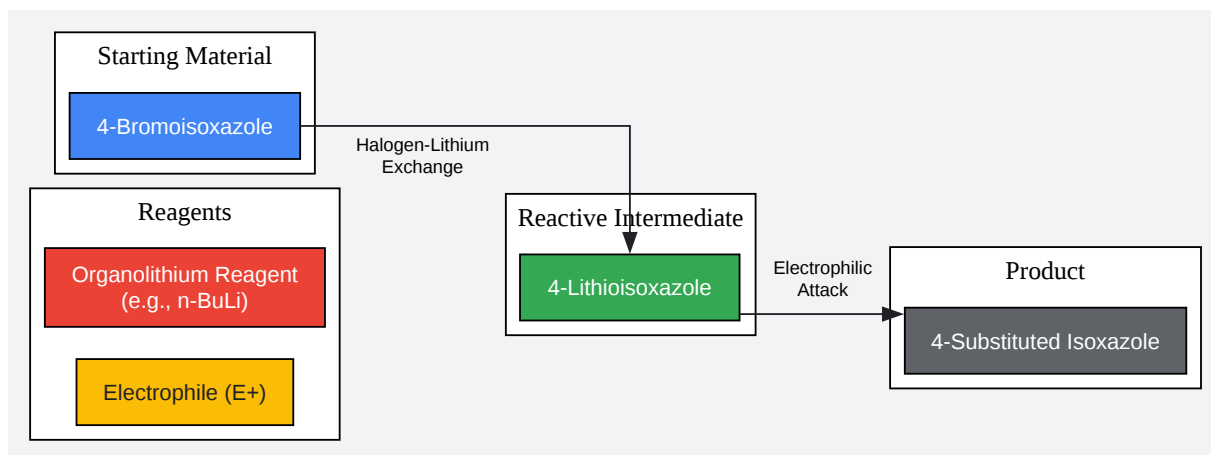 Starting Material
4-Bromoisoxazole
Halogen-Lithium
Exchange
Reagents
Organolithium Reagent
(e.g., n-BuLi)
Electrophile (E+)
Reactive Intermediate
4-Lithioisoxazole
Electrophilic
Attack
Product
4-Substituted Isoxazole